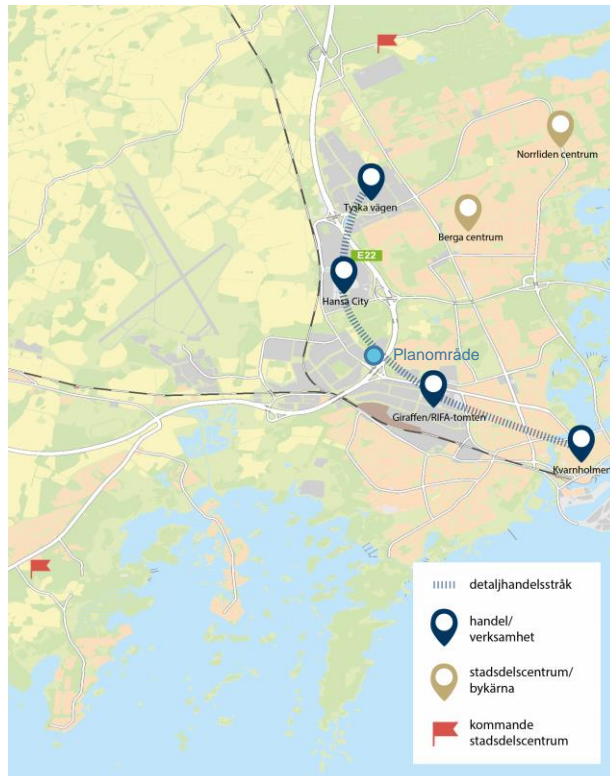 Norrliden centrum
Tyska vägen
Berga centrum
E22
Hansa City
Planområde
Giraffen/RIFA-tomten
Kvarnholmen
detaljhandelsstråk
handel/
verksamhet
stadsdelscentrum/
bykärna
kommande
stadsdelscentrum